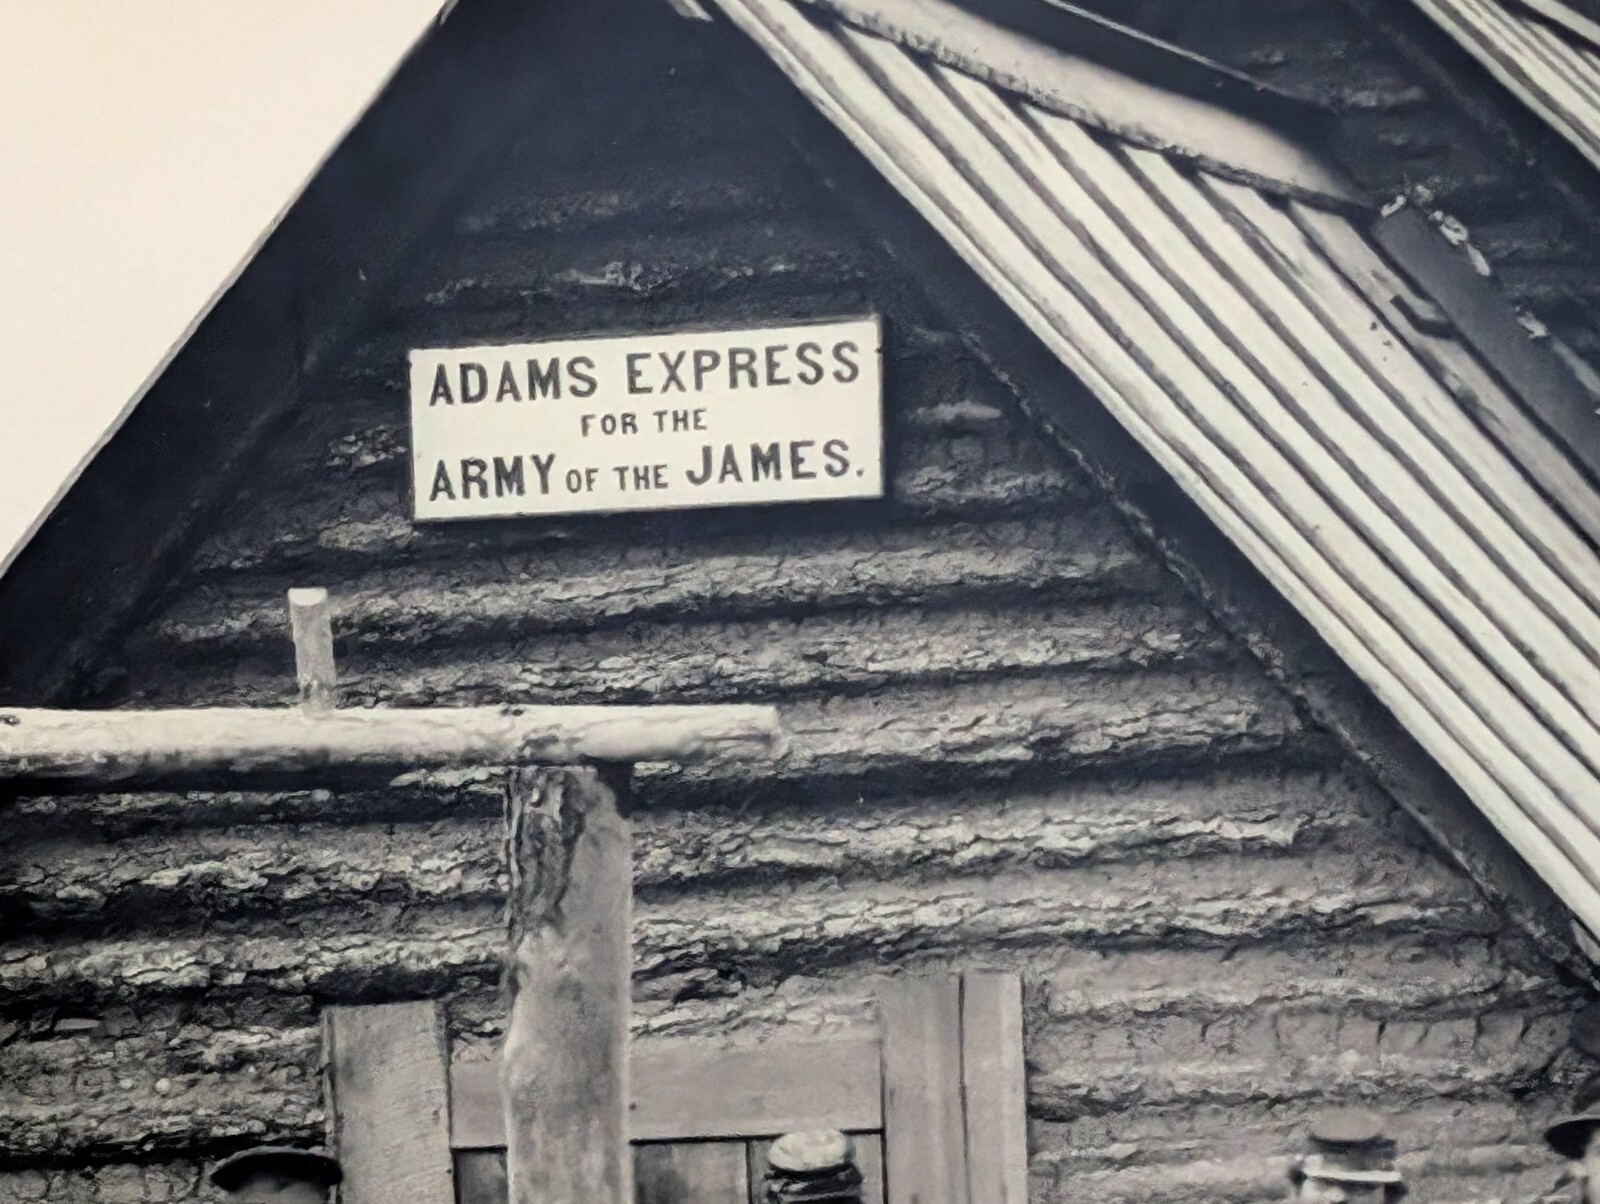 ADAMS EXPRESS
FOR THE
ARMY OF THE JAMES.